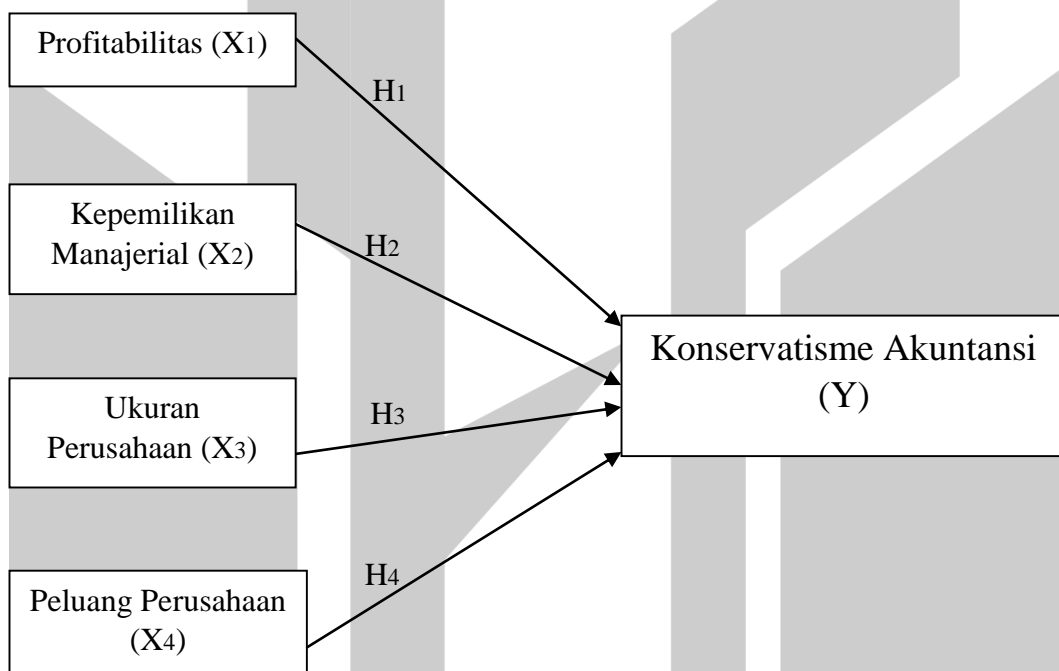 Profitabilitas (X1)
H1
Kepemilikan
Manajerial (X2)
H2
Konservatisme Akuntansi
(Y)
Ukuran
Perusahaan (X3)
H3
H4
Peluang Perusahaan
(X4)